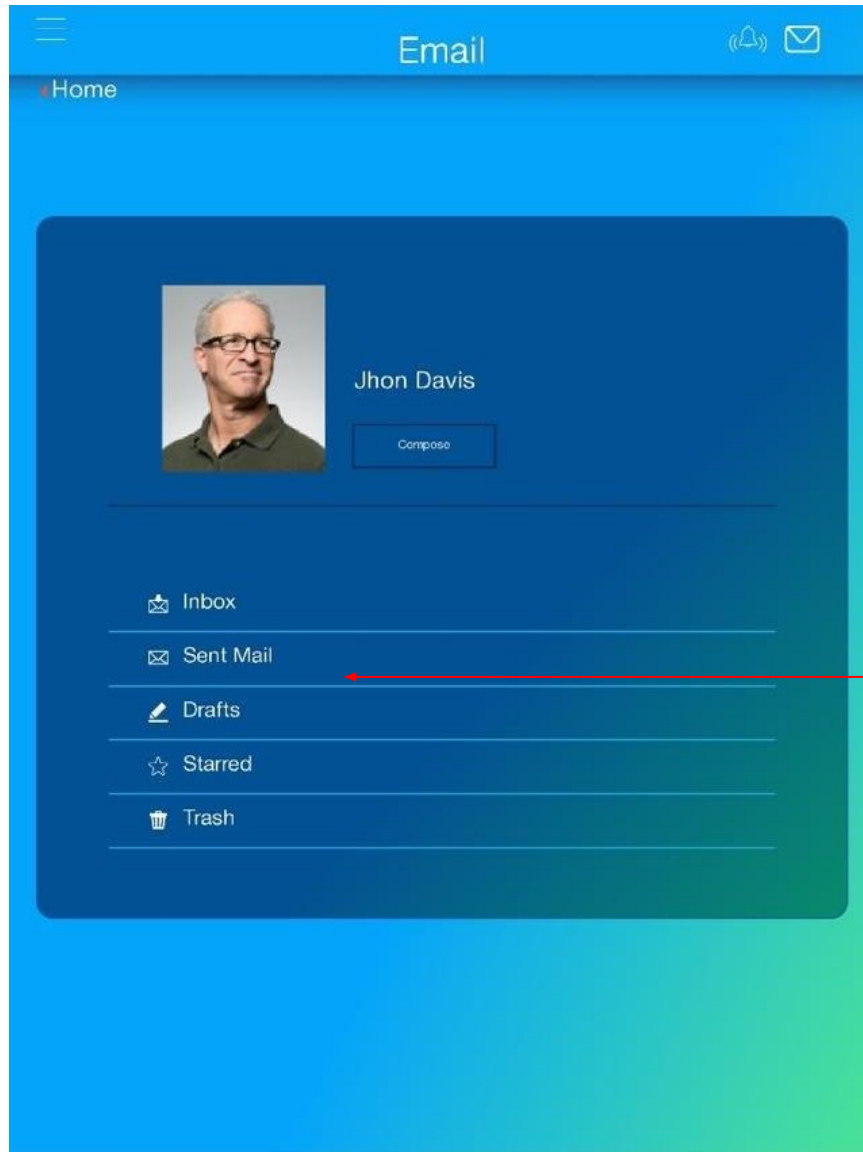 Email
Home
Jhon Davis
Compose
Inbox
Sent Mail
Drafts
Starred
Trash